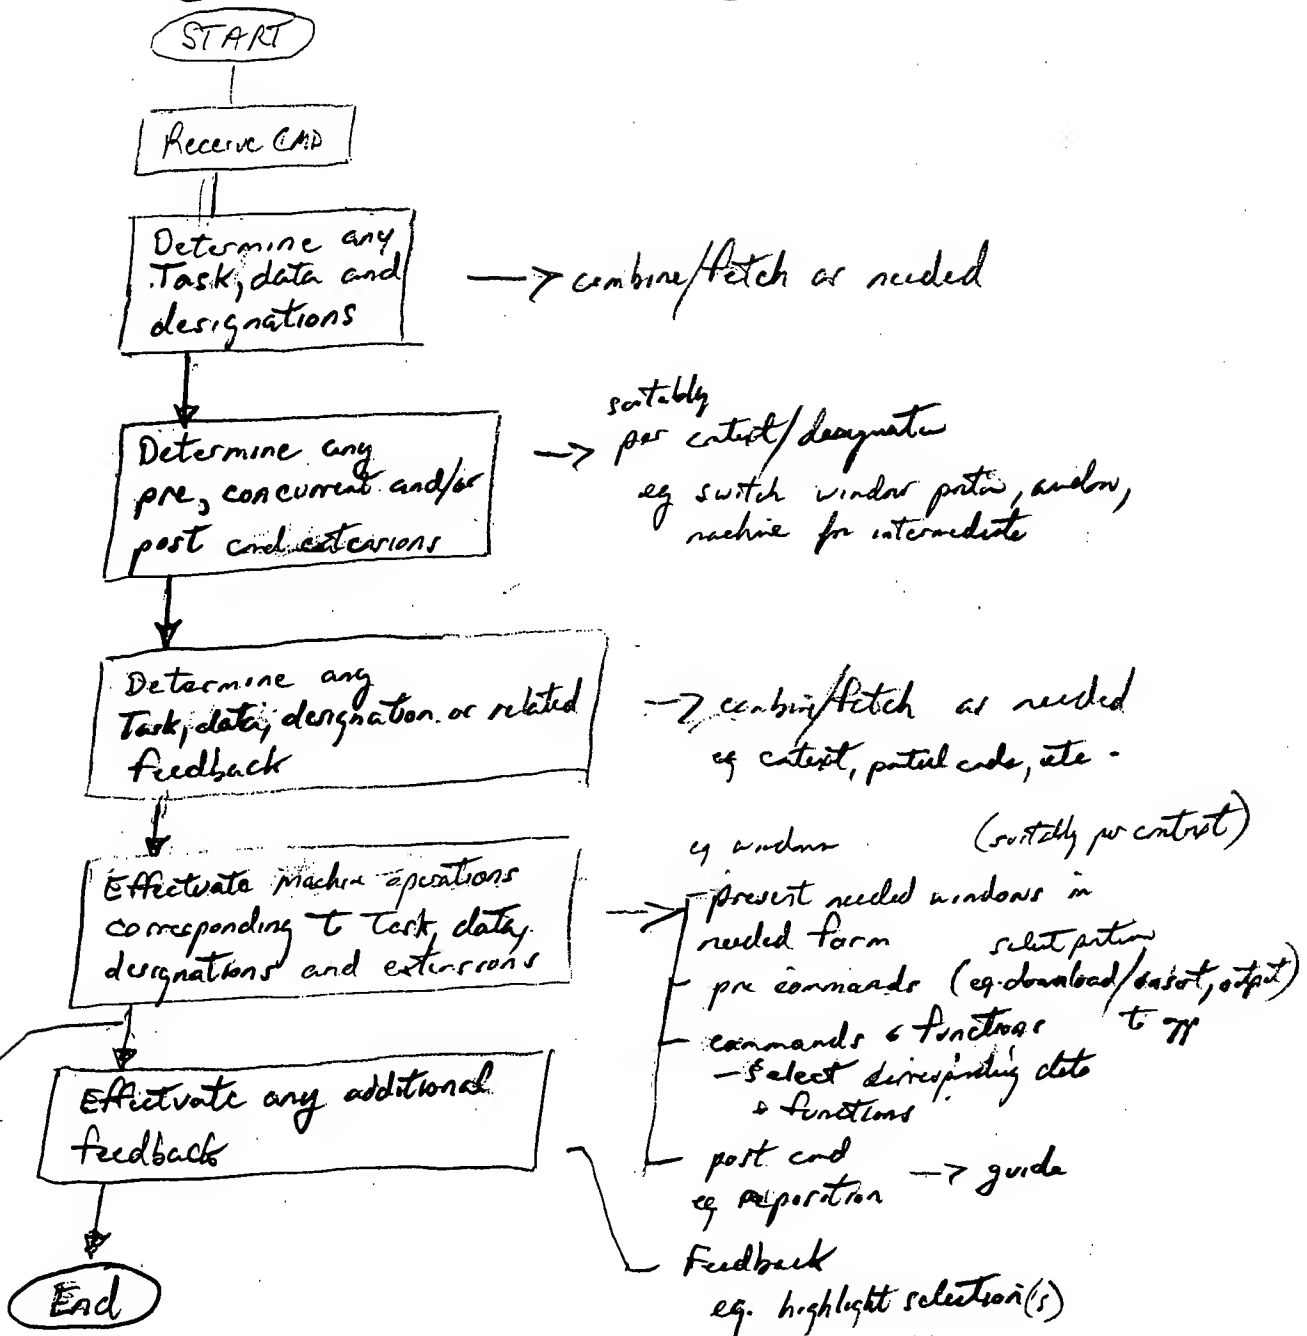 START
Receive CMD
Determine any
Task, data and
designations
combine/fetch as needed
Determine any
pre, concurrent and/or
post cmd extensions
suitably
per context/designation
eg switch window portion, window,
machine for intermediate
Determine any
Task, data, designation or related
feedback
combine/fetch as needed
eg context, partial code, etc.
Effectuate machine operations
corresponding to Task, data,
designations and extensions
eg window (suitably per context)
- present needed windows in
needed form
select portion
- pre commands (eg. download/insert, output)
to
- commands & functions
- select data
& functions
- post cmd
eg → guide
Effectuate any additional
feedback
Feedback
eg. highlight selection(s)
End